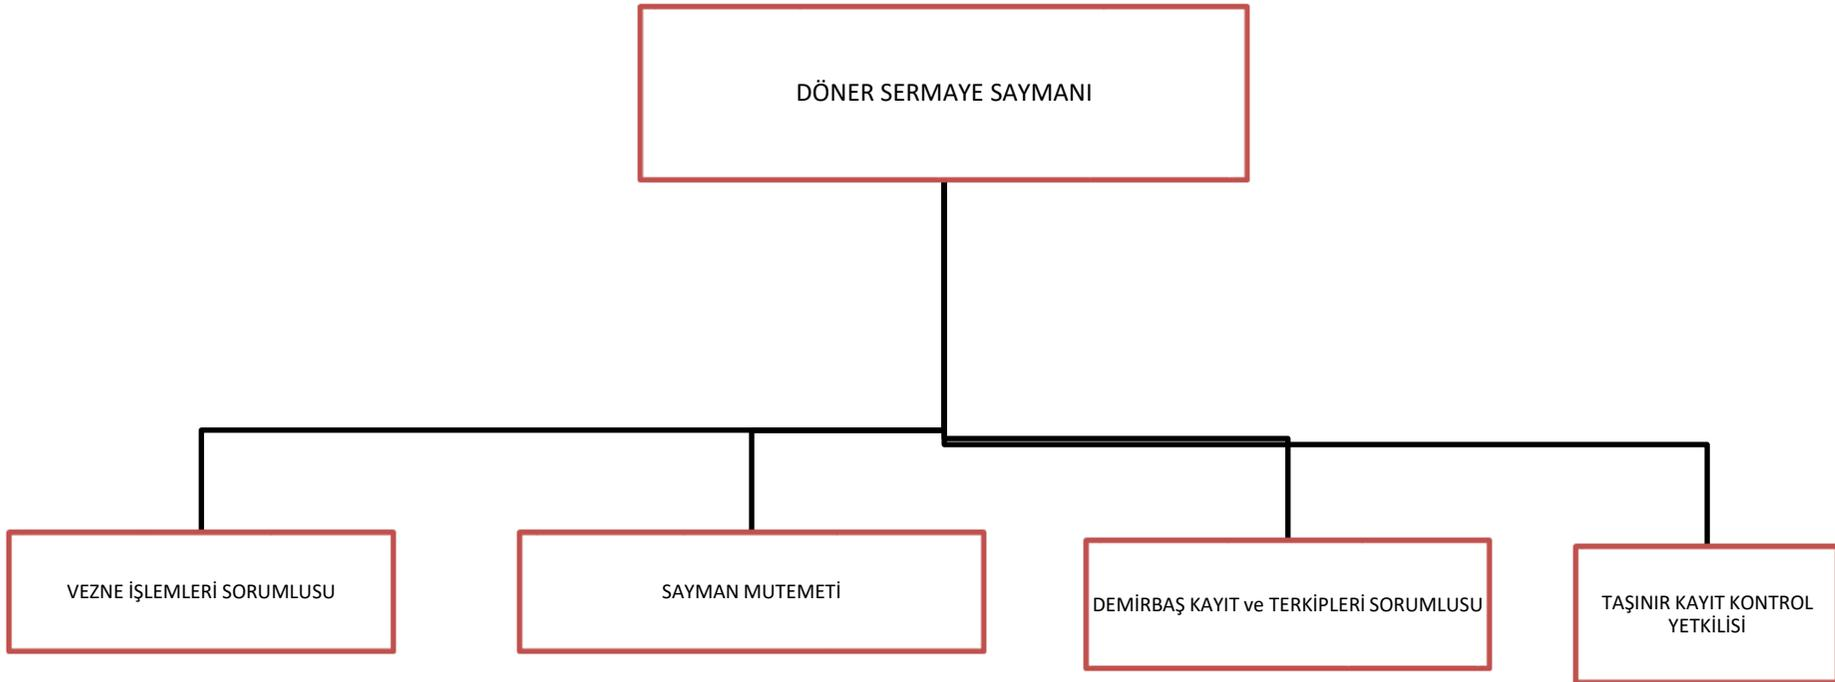 DÖNER SERMAYE SAYMANI
VEZNE İŞLEMLERİ SORUMLUSU
SAYMAN MUTEMETİ
DEMİRBAŞ KAYIT ve TERKİPLERİ SORUMLUSU
TAŞINIR KAYIT KONTROL
YETKİLİSİ